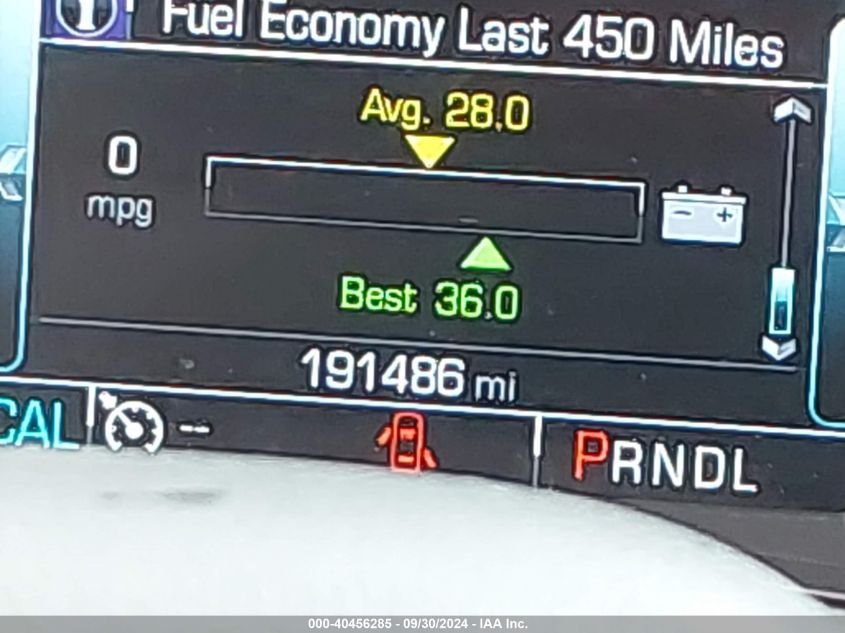 Fuel Economy Last 450 Miles
Avg. 28.0
0
mpg
Best 36.0
191486 mi
CAL
--
PRNDL
000-40456285 - 09/30/2024 - IAA Inc.